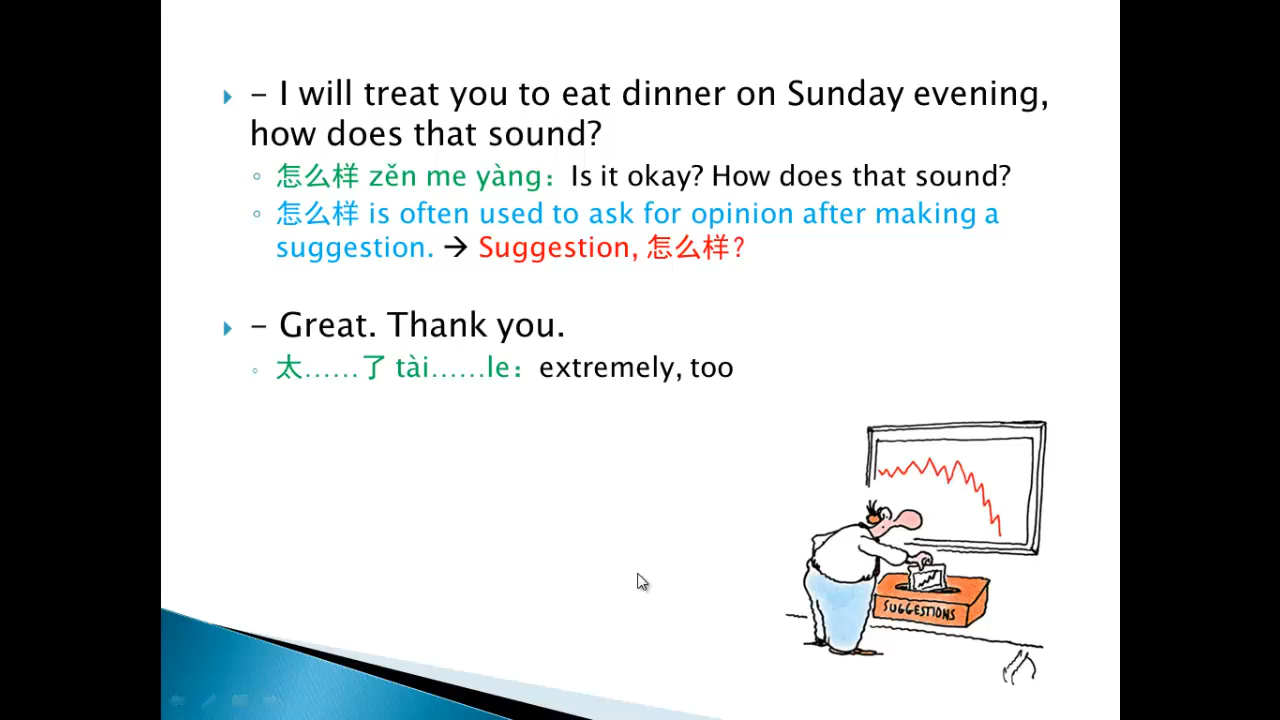 – I will treat you to eat dinner on Sunday evening,
how does that sound?
怎么样 zěn me yàng：Is it okay? How does that sound?
怎么样 is often used to ask for opinion after making a
suggestion. → Suggestion, 怎么样?
– Great. Thank you.
太……了 tài……le：extremely, too
SUGGESTIONS